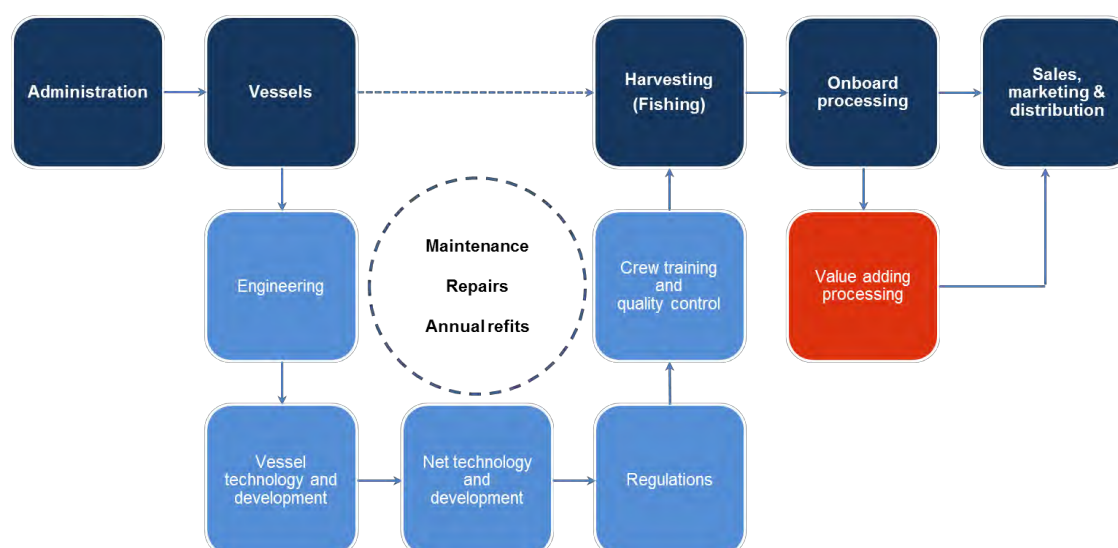 Administration
Vessels
Harvesting
(Fishing)
Onboard
processing
Sales,
marketing &
distribution
Engineering
Maintenance
Repairs
Annual refits
Crew training
and
quality control
Value adding
processing
Vessel
technology and
development
Net technology
and
development
Regulations